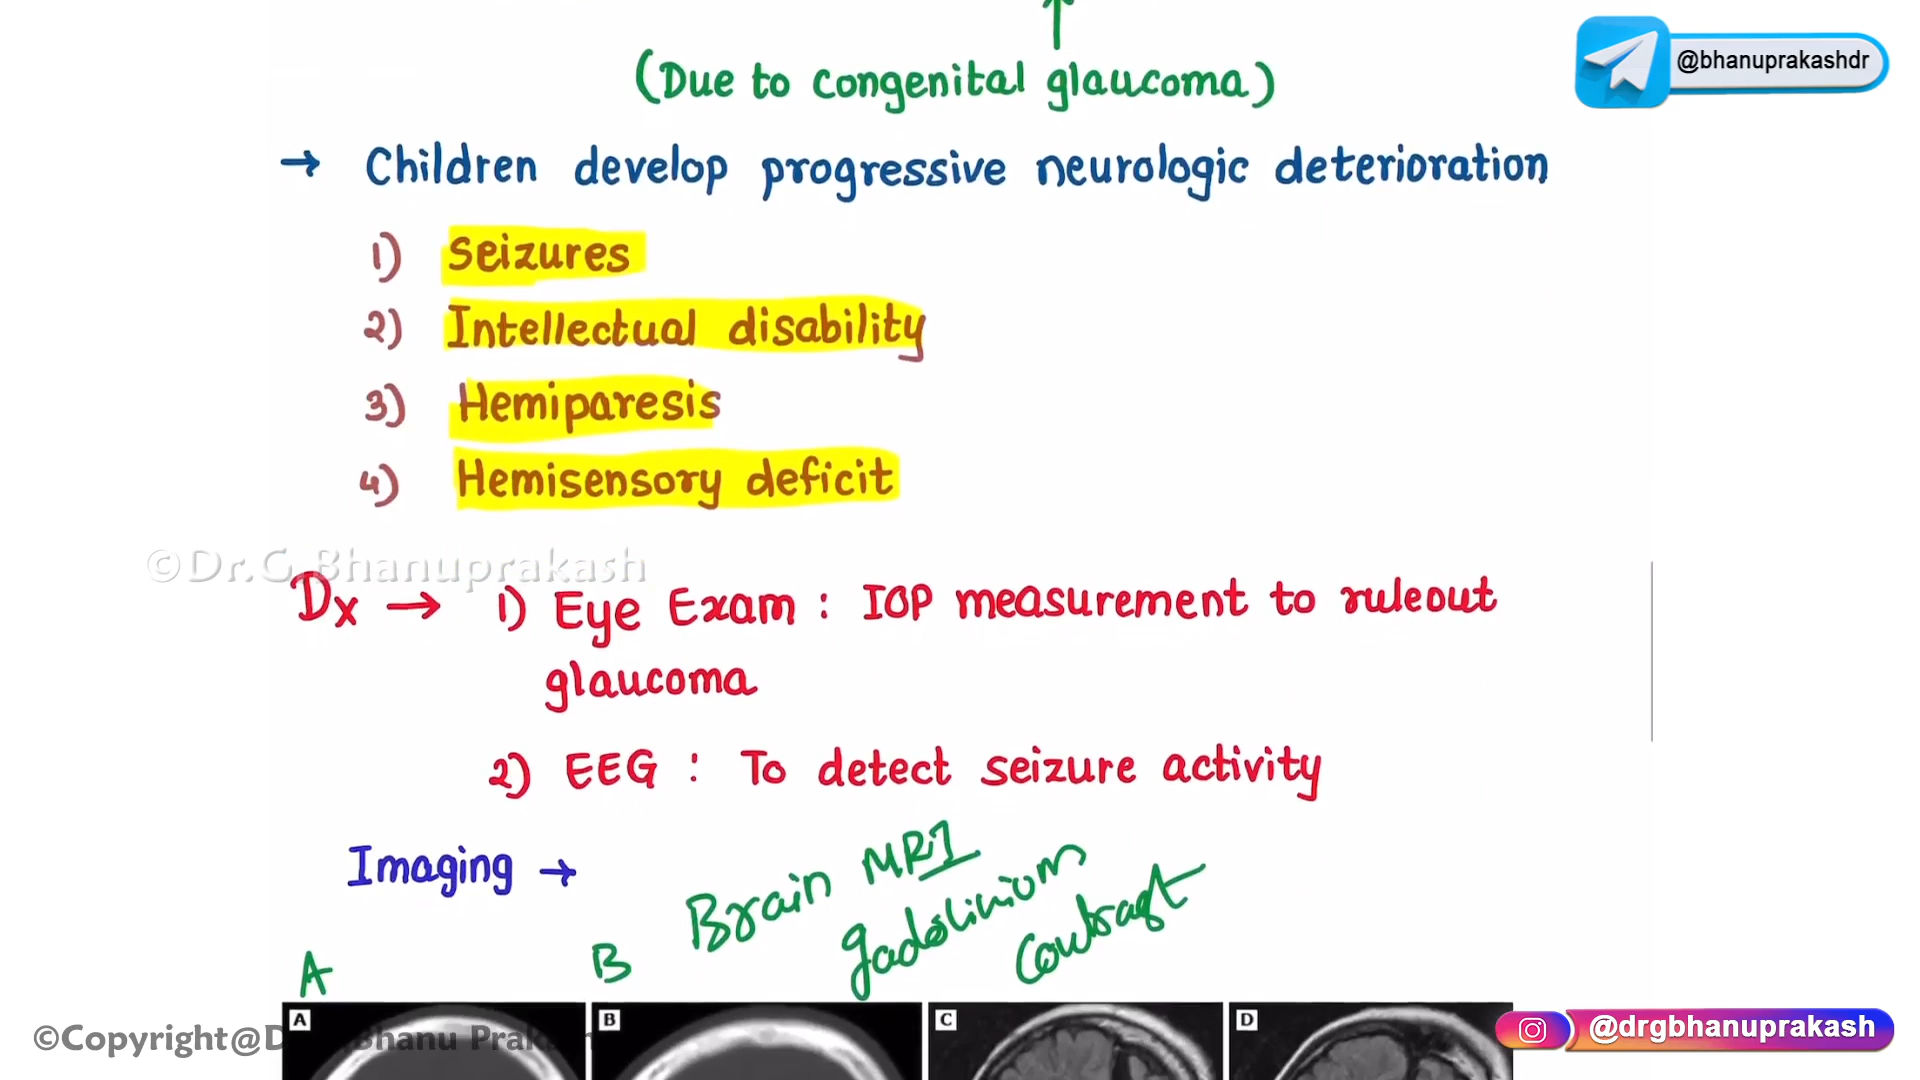 (Due to congenital glaucoma)
@bhanuprakashdr
→ Children develop progressive neurologic deterioration
1) Seizures
2) Intellectual disability
3) Hemiparesis
4) Hemisensory deficit
©Dr.G Bhanuprakash
Dx → 1) Eye Exam : IOP measurement to ruleout
glaucoma
2) EEG : To detect seizure activity
Imaging →
Brain MRI
gadolinium
contrast
A
B
A
B
C
D
©Copyright@D Bhanu Prakash
@drgbhanuprakash